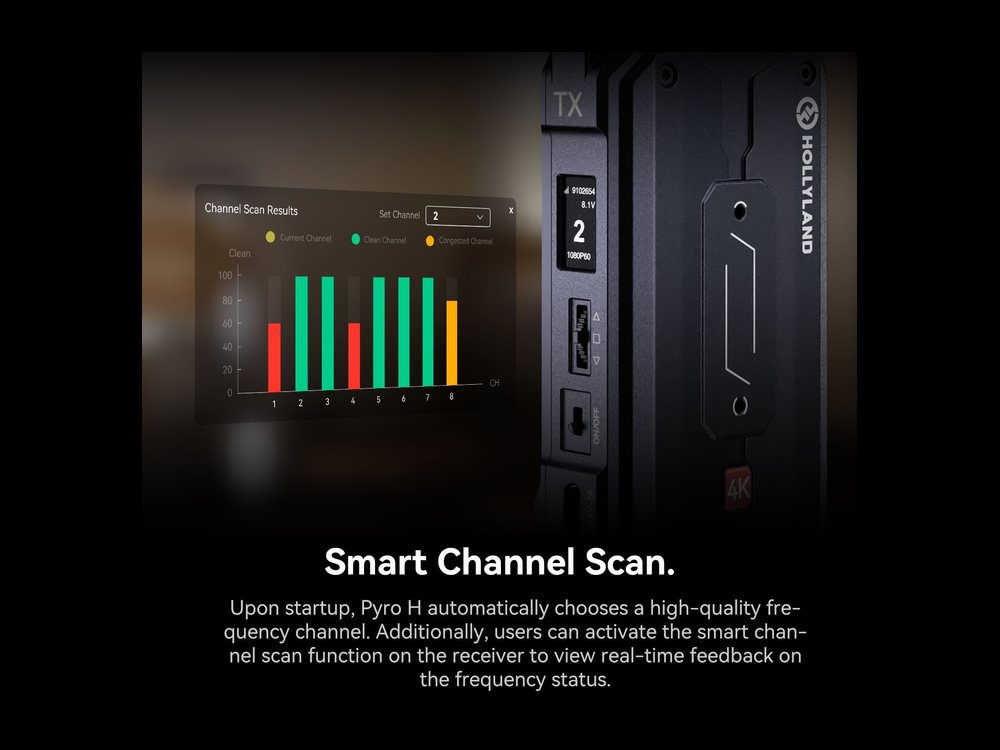 TX
HOLLYLAND
9102654
8.1V
2
1080P60
ON/OFF
4K
Channel Scan Results
Set Channel 2 x
Current Channel Clean Channel Congested Channel
Clean
100
80
60
40
20
0
CH
1 2 3 4 5 6 7 8
Smart Channel Scan.
Upon startup, Pyro H automatically chooses a high-quality fre-
quency channel. Additionally, users can activate the smart chan-
nel scan function on the receiver to view real-time feedback on
the frequency status.